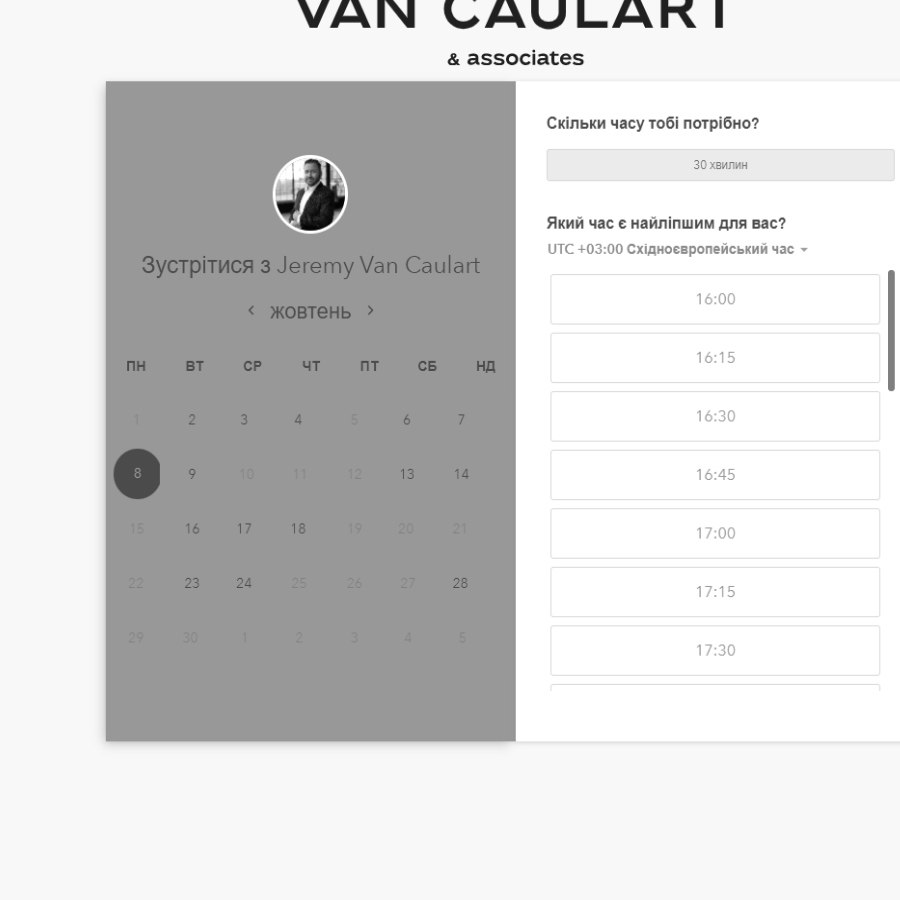 VAN CAULART
& associates
Зустрітися з Jeremy Van Caulart
жовтень
ПН ВТ СР ЧТ ПТ СБ НД
1 2 3 4 5 6 7
8 9 10 11 12 13 14
15 16 17 18 19 20 21
22 23 24 25 26 27 28
29 30 1 2 3 4 5
Скільки часу тобі потрібно?
30 хвилин
Який час є найліпшим для вас?
UTC +03:00 Східноєвропейський час
16:00
16:15
16:30
16:45
17:00
17:15
17:30